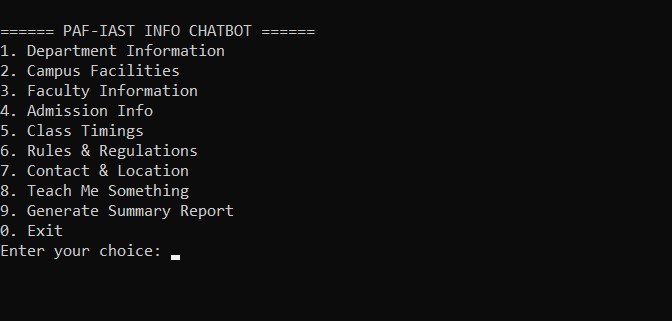 ====== PAF-IAST INFO CHATBOT ======
1. Department Information
2. Campus Facilities
3. Faculty Information
4. Admission Info
5. Class Timings
6. Rules & Regulations
7. Contact & Location
8. Teach Me Something
9. Generate Summary Report
0. Exit
Enter your choice: